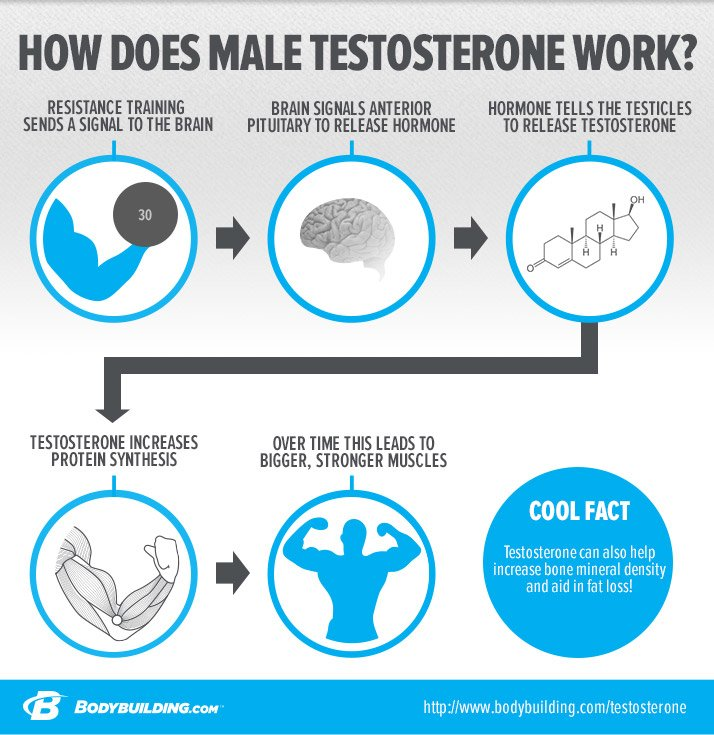 HOW DOES MALE TESTOSTERONE WORK?
RESISTANCE TRAINING
SENDS A SIGNAL TO THE BRAIN
BRAIN SIGNALS ANTERIOR
PITUITARY TO RELEASE HORMONE
HORMONE TELLS THE TESTICLES
TO RELEASE TESTOSTERONE
30
OH
H
H
H
H
O
TESTOSTERONE INCREASES
PROTEIN SYNTHESIS
OVER TIME THIS LEADS TO
BIGGER, STRONGER MUSCLES
COOL FACT
Testosterone can also help
increase bone mineral density
and aid in fat loss!
B BODYBUILDING.COM™
http://www.bodybuilding.com/testosterone